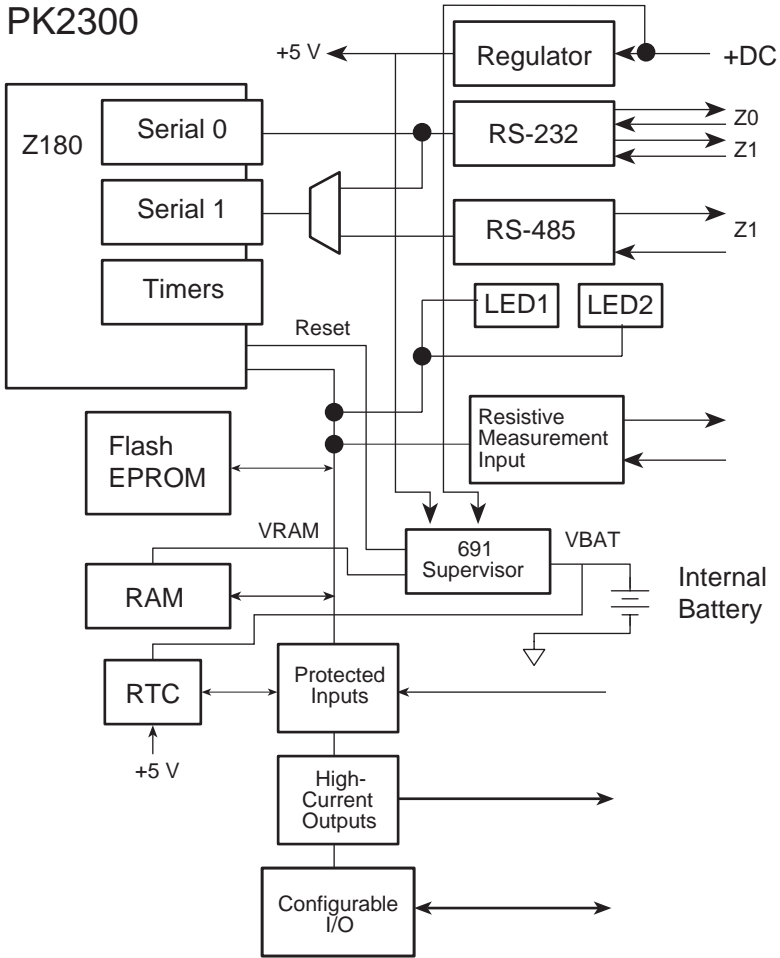 PK2300
+5 V
Regulator
+DC
Z180
Serial 0
RS-232
Z0
Z1
Serial 1
RS-485
Z1
Timers
LED1
LED2
Reset
Resistive
Measurement
Input
Flash
EPROM
VRAM
691
Supervisor
VBAT
Internal
Battery
RAM
RTC
Protected
Inputs
+5 V
High-
Current
Outputs
Configurable
I/O